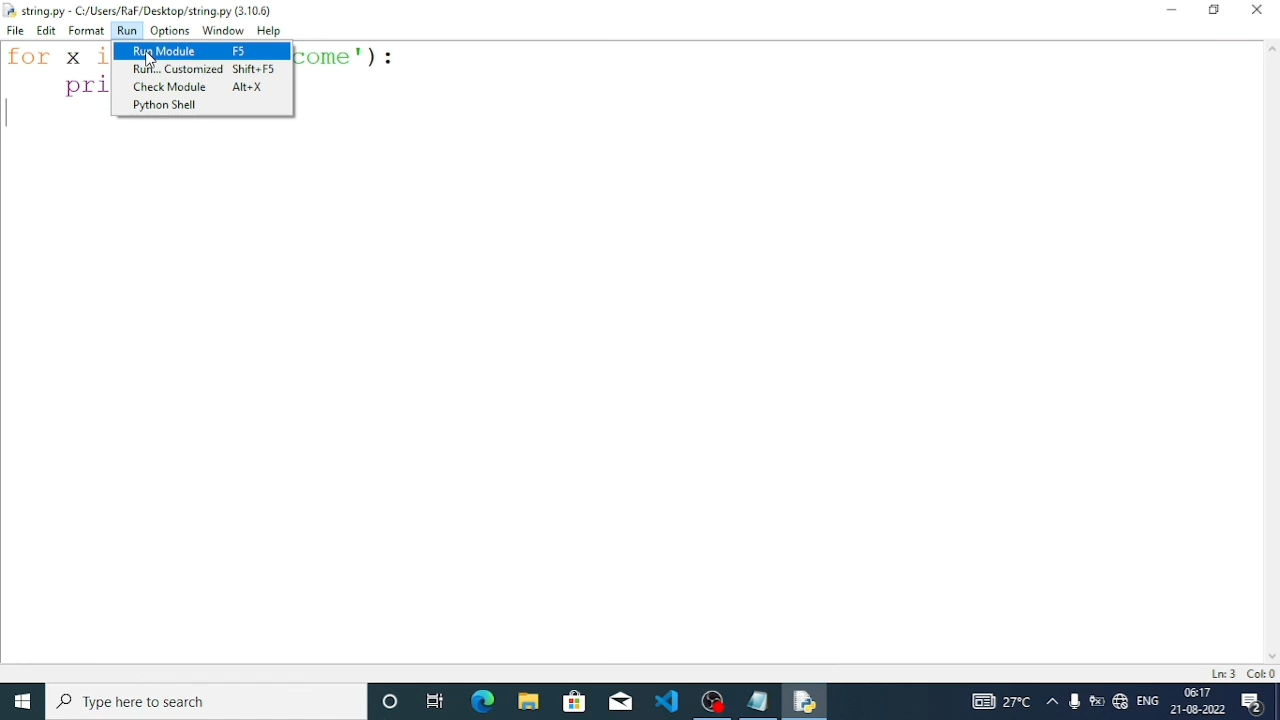 string.py - C:/Users/RaF/Desktop/string.py (3.10.6)
File Edit Format Run Options Window Help
for x i come'):
Run Module F5
Run... Customized Shift+F5
pri
Check Module Alt+X
Python Shell
Ln: 3 Col: 0
Type here to search
27°C
ENG
06:17
21-08-2022
2